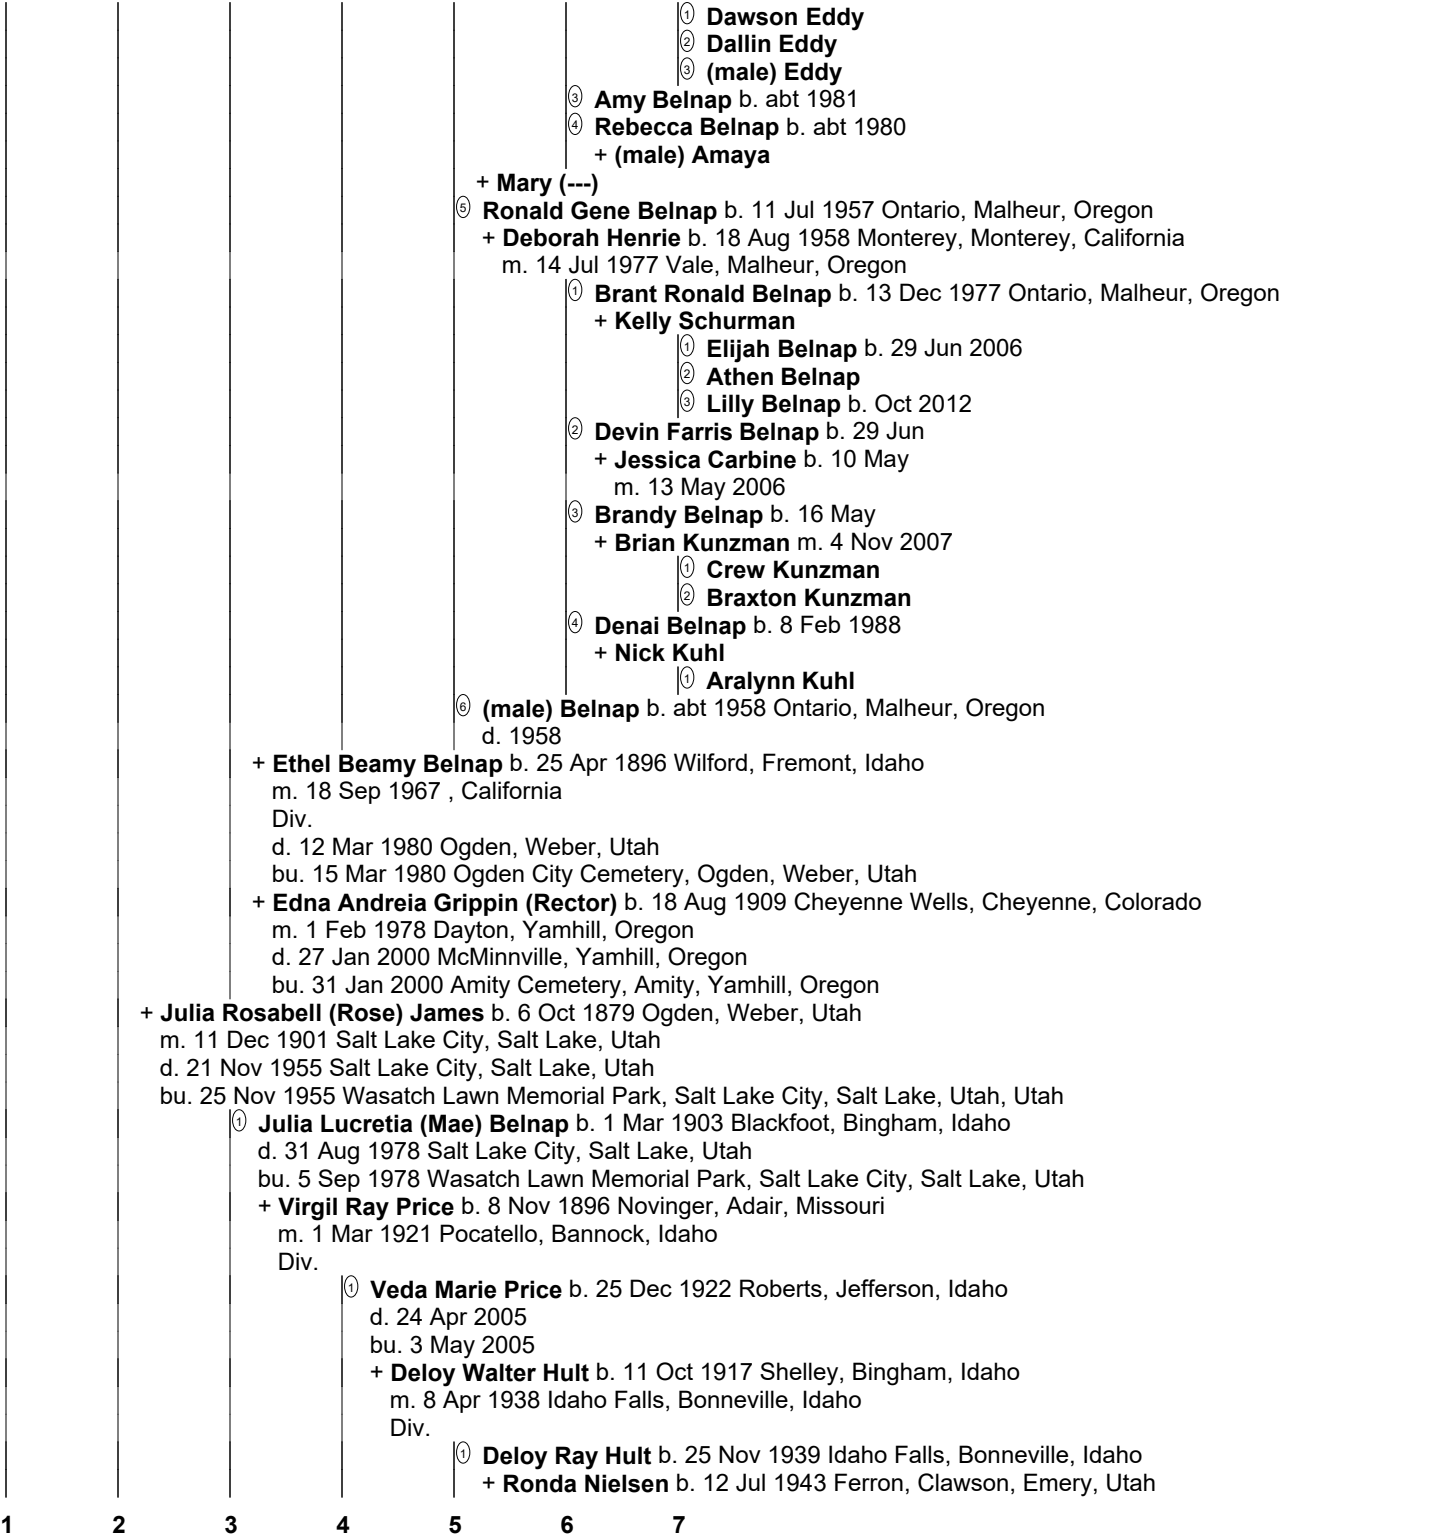 ① Dawson Eddy
② Dallin Eddy
③ (male) Eddy
③ Amy Belnap b. abt 1981
④ Rebecca Belnap b. abt 1980
+ (male) Amaya
+ Mary (---)
⑤ Ronald Gene Belnap b. 11 Jul 1957 Ontario, Malheur, Oregon
+ Deborah Henrie b. 18 Aug 1958 Monterey, Monterey, California
m. 14 Jul 1977 Vale, Malheur, Oregon
① Brant Ronald Belnap b. 13 Dec 1977 Ontario, Malheur, Oregon
+ Kelly Schurman
① Elijah Belnap b. 29 Jun 2006
② Athen Belnap
③ Lilly Belnap b. Oct 2012
② Devin Farris Belnap b. 29 Jun
+ Jessica Carbine b. 10 May
m. 13 May 2006
③ Brandy Belnap b. 16 May
+ Brian Kunzman m. 4 Nov 2007
① Crew Kunzman
② Braxton Kunzman
④ Denai Belnap b. 8 Feb 1988
+ Nick Kuhl
① Aralynn Kuhl
⑥ (male) Belnap b. abt 1958 Ontario, Malheur, Oregon
d. 1958
+ Ethel Beamy Belnap b. 25 Apr 1896 Wilford, Fremont, Idaho
m. 18 Sep 1967 , California
Div.
d. 12 Mar 1980 Ogden, Weber, Utah
bu. 15 Mar 1980 Ogden City Cemetery, Ogden, Weber, Utah
+ Edna Andreia Grippin (Rector) b. 18 Aug 1909 Cheyenne Wells, Cheyenne, Colorado
m. 1 Feb 1978 Dayton, Yamhill, Oregon
d. 27 Jan 2000 McMinnville, Yamhill, Oregon
bu. 31 Jan 2000 Amity Cemetery, Amity, Yamhill, Oregon
+ Julia Rosabell (Rose) James b. 6 Oct 1879 Ogden, Weber, Utah
m. 11 Dec 1901 Salt Lake City, Salt Lake, Utah
d. 21 Nov 1955 Salt Lake City, Salt Lake, Utah
bu. 25 Nov 1955 Wasatch Lawn Memorial Park, Salt Lake City, Salt Lake, Utah, Utah
① Julia Lucretia (Mae) Belnap b. 1 Mar 1903 Blackfoot, Bingham, Idaho
d. 31 Aug 1978 Salt Lake City, Salt Lake, Utah
bu. 5 Sep 1978 Wasatch Lawn Memorial Park, Salt Lake City, Salt Lake, Utah
+ Virgil Ray Price b. 8 Nov 1896 Novinger, Adair, Missouri
m. 1 Mar 1921 Pocatello, Bannock, Idaho
Div.
① Veda Marie Price b. 25 Dec 1922 Roberts, Jefferson, Idaho
d. 24 Apr 2005
bu. 3 May 2005
+ Deloy Walter Hult b. 11 Oct 1917 Shelley, Bingham, Idaho
m. 8 Apr 1938 Idaho Falls, Bonneville, Idaho
Div.
① Deloy Ray Hult b. 25 Nov 1939 Idaho Falls, Bonneville, Idaho
+ Ronda Nielsen b. 12 Jul 1943 Ferron, Clawson, Emery, Utah
1 2 3 4 5 6 7